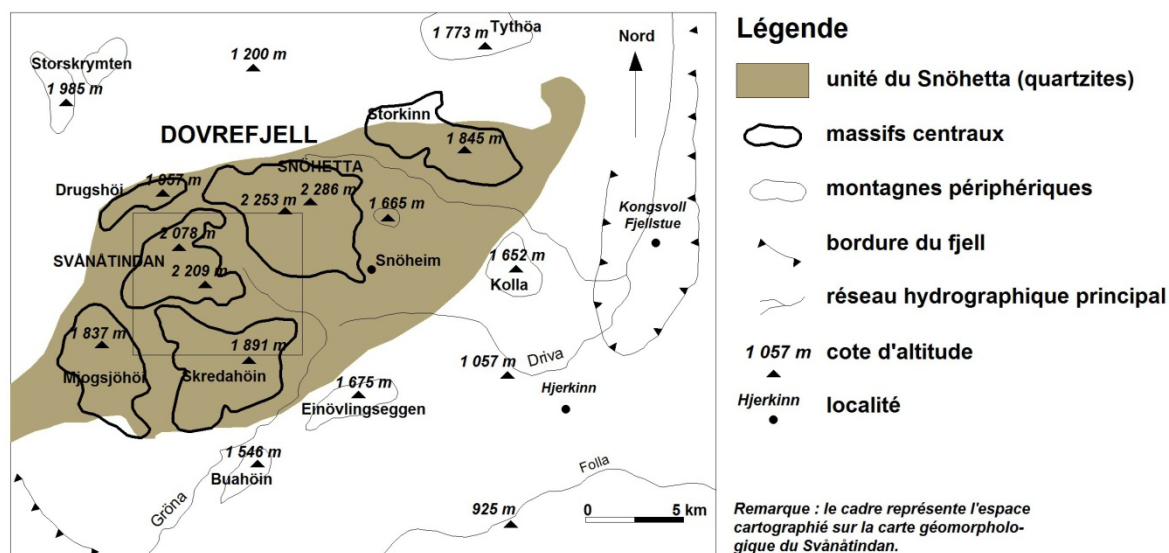 1 773 m
Tythöa
Nord
Storskrymten
1 200 m
1 985 m
DOVREFJELL
Storkinn
1 845 m
SNÖHETTA
Drugshöj
1 957 m
2 286 m
2 253 m
1 665 m
Kongsvoll
Fjellstue
2 078 m
SVÅNÅTINDAN
Snöheim
2 209 m
1 652 m
Kolla
1 837 m
1 891 m
Mjogsjöhöi
Skredahöin
Driva
1 057 m
Hjerkinn
1 675 m
Einövlingseggen
1 546 m
Buahöin
Gröna
Folla
925 m
0 5 km
Légende
unité du Snöhetta (quartzites)
massifs centraux
montagnes périphériques
bordure du fjell
réseau hydrographique principal
1 057 m cote d'altitude
Hjerkinn localité
Remarque : le cadre représente l'espace
cartographié sur la carte géomorpholo-
gique du Svånåtindan.